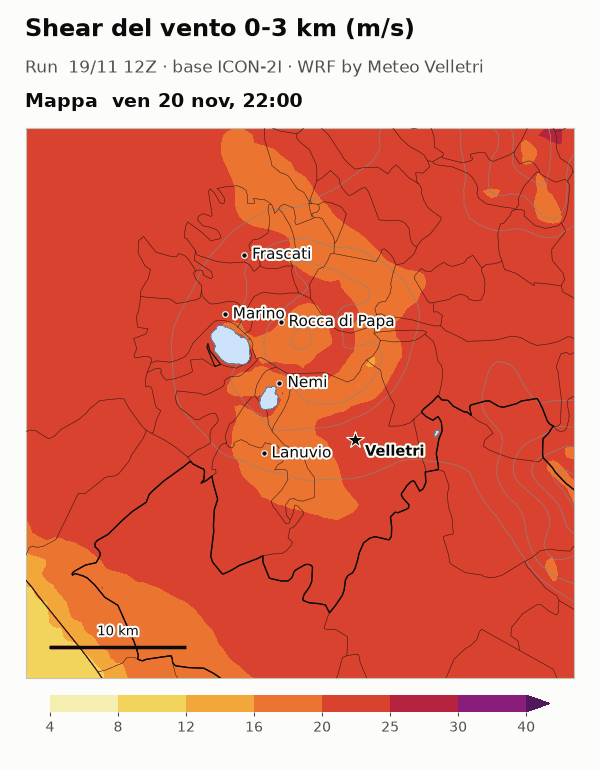 Shear del vento 0-3 km (m/s)
Run  19/11 12Z · base ICON-2I · WRF by Meteo Velletri
Mappa  ven 20 nov, 22:00
Frascati
Marino
Rocca di Papa
Nemi
Velletri
Lanuvio
10 km
4 8 12 16 20 25 30 40